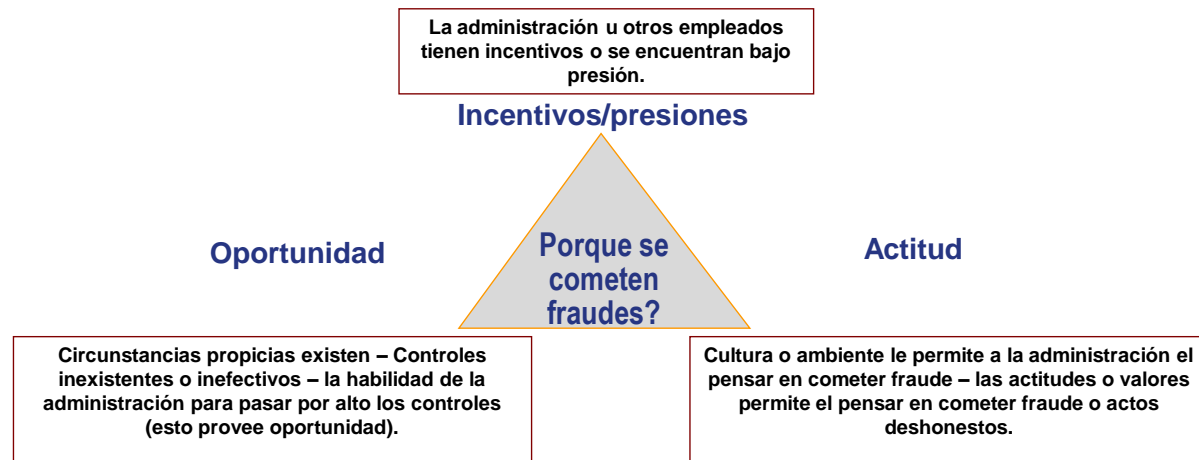 La administración u otros empleados
tienen incentivos o se encuentran bajo
presión.
Incentivos/presiones
Oportunidad
Porque se
cometen
fraudes?
Actitud
Circunstancias propicias existen – Controles
inexistentes o inefectivos – la habilidad de la
administración para pasar por alto los controles
(esto provee oportunidad).
Cultura o ambiente le permite a la administración el
pensar en cometer fraude – las actitudes o valores
permite el pensar en cometer fraude o actos
deshonestos.